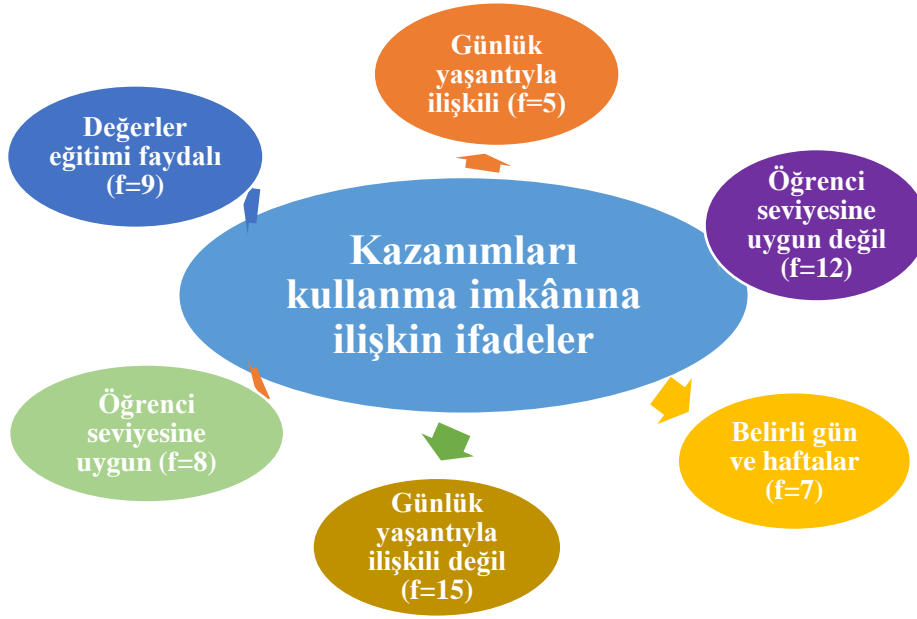 Günlük
yaşantıyla
ilişkili (f=5)
Değerler
eğitimi faydalı
(f=9)
Öğrenci
seviyesine
uygun değil
(f=12)
Kazanımları
kullanma imkânına
ilişkin ifadeler
Öğrenci
seviyesine
uygun (f=8)
Belirli gün
ve haftalar
(f=7)
Günlük
yaşantıyla
ilişkili değil
(f=15)